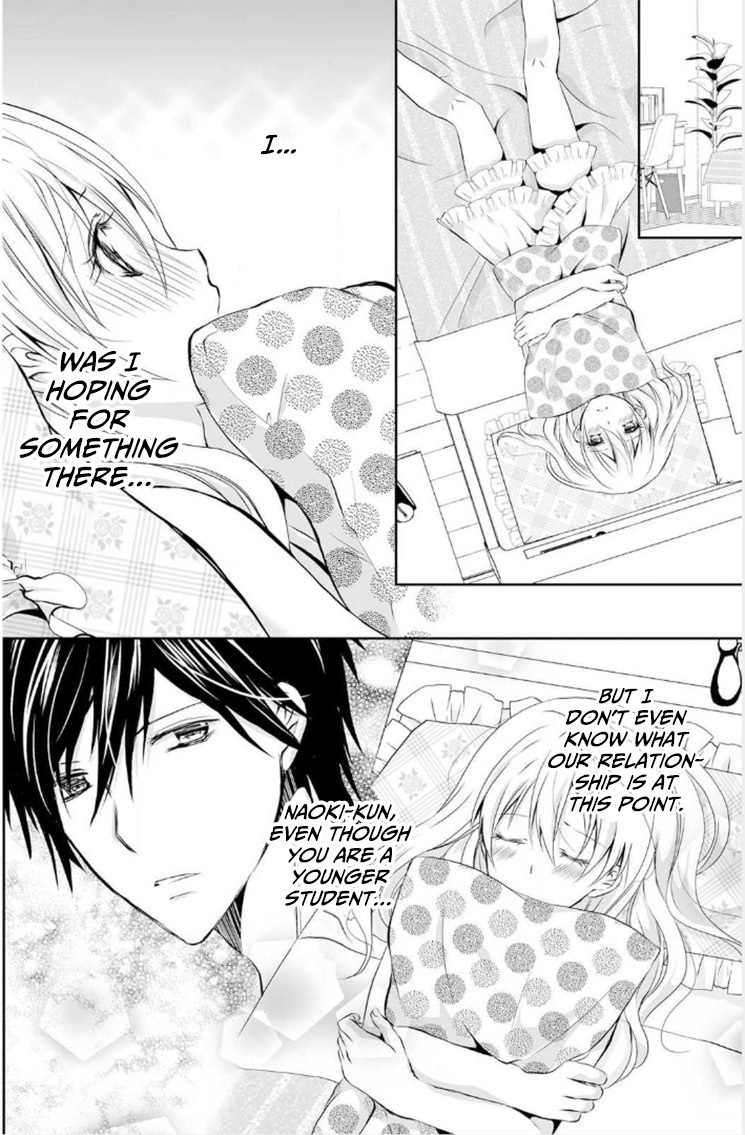 I...
WAS I
HOPING
FOR
SOMETHING
THERE...
BUT I
DON'T EVEN
KNOW WHAT
OUR RELATION-
SHIP IS AT
THIS POINT.
NAOKI-KUN,
EVEN THOUGH
YOU ARE A
YOUNGER
STUDENT...